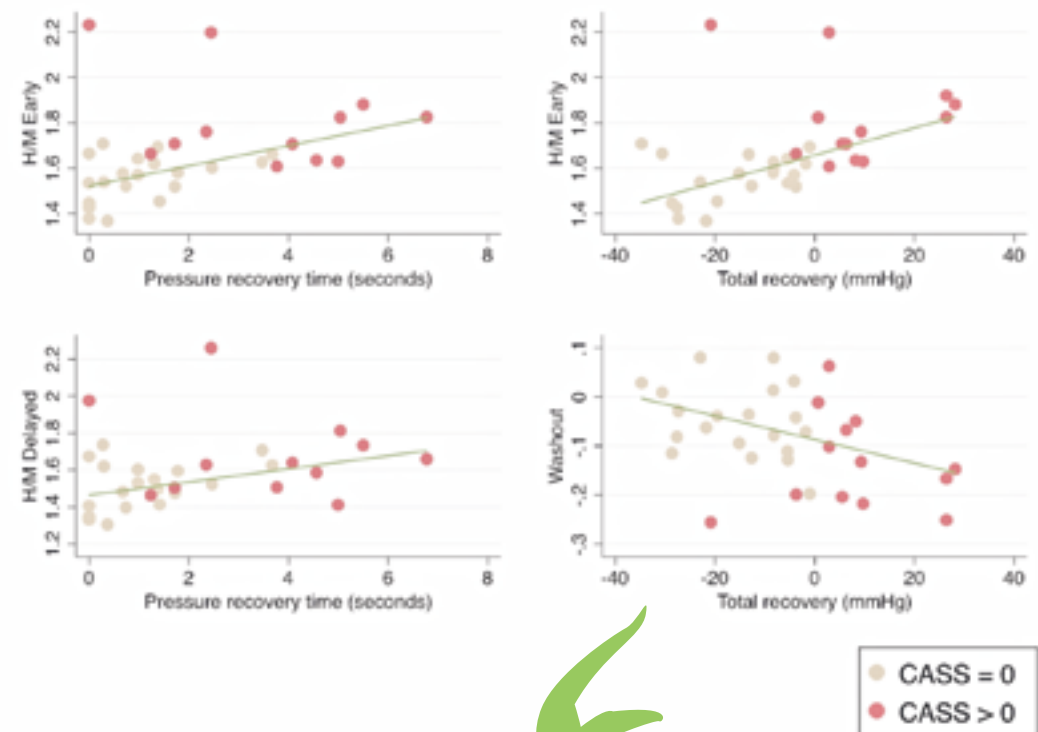 H/M Early
2.2
2
1.8
1.6
1.4
0 2 4 6 8
Pressure recovery time (seconds)
H/M Early
2.2
2
1.8
1.6
1.4
-40 -20 0 20 40
Total recovery (mmHg)
H/M Delayed
2.2
2
1.8
1.6
1.4
1.2
0 2 4 6 8
Pressure recovery time (seconds)
Washout
.1
0
-.1
-.2
-.3
-40 -20 0 20 40
Total recovery (mmHg)
CASS = 0
CASS > 0